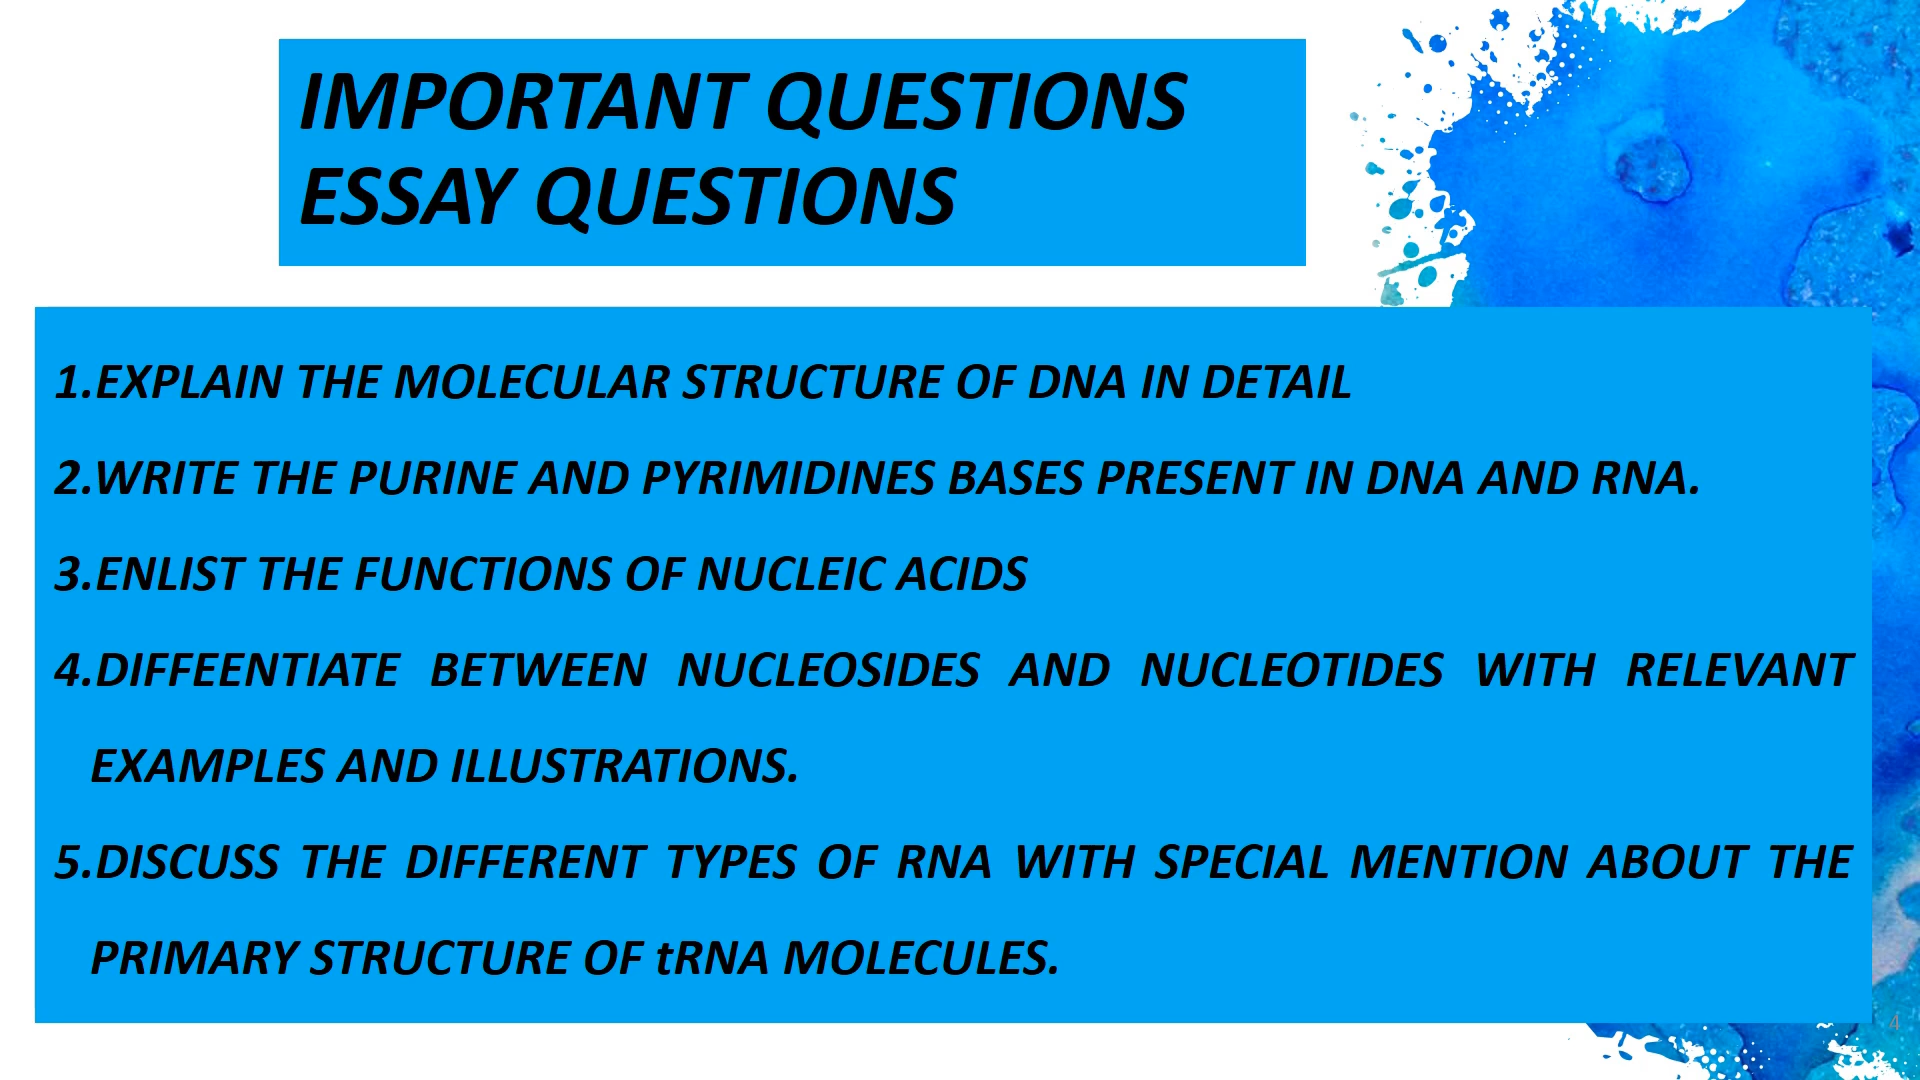 IMPORTANT QUESTIONS
ESSAY QUESTIONS
1.EXPLAIN THE MOLECULAR STRUCTURE OF DNA IN DETAIL
2.WRITE THE PURINE AND PYRIMIDINES BASES PRESENT IN DNA AND RNA.
3.ENLIST THE FUNCTIONS OF NUCLEIC ACIDS
4.DIFFEENTIATE BETWEEN NUCLEOSIDES AND NUCLEOTIDES WITH RELEVANT
EXAMPLES AND ILLUSTRATIONS.
5.DISCUSS THE DIFFERENT TYPES OF RNA WITH SPECIAL MENTION ABOUT THE
PRIMARY STRUCTURE OF tRNA MOLECULES.
4